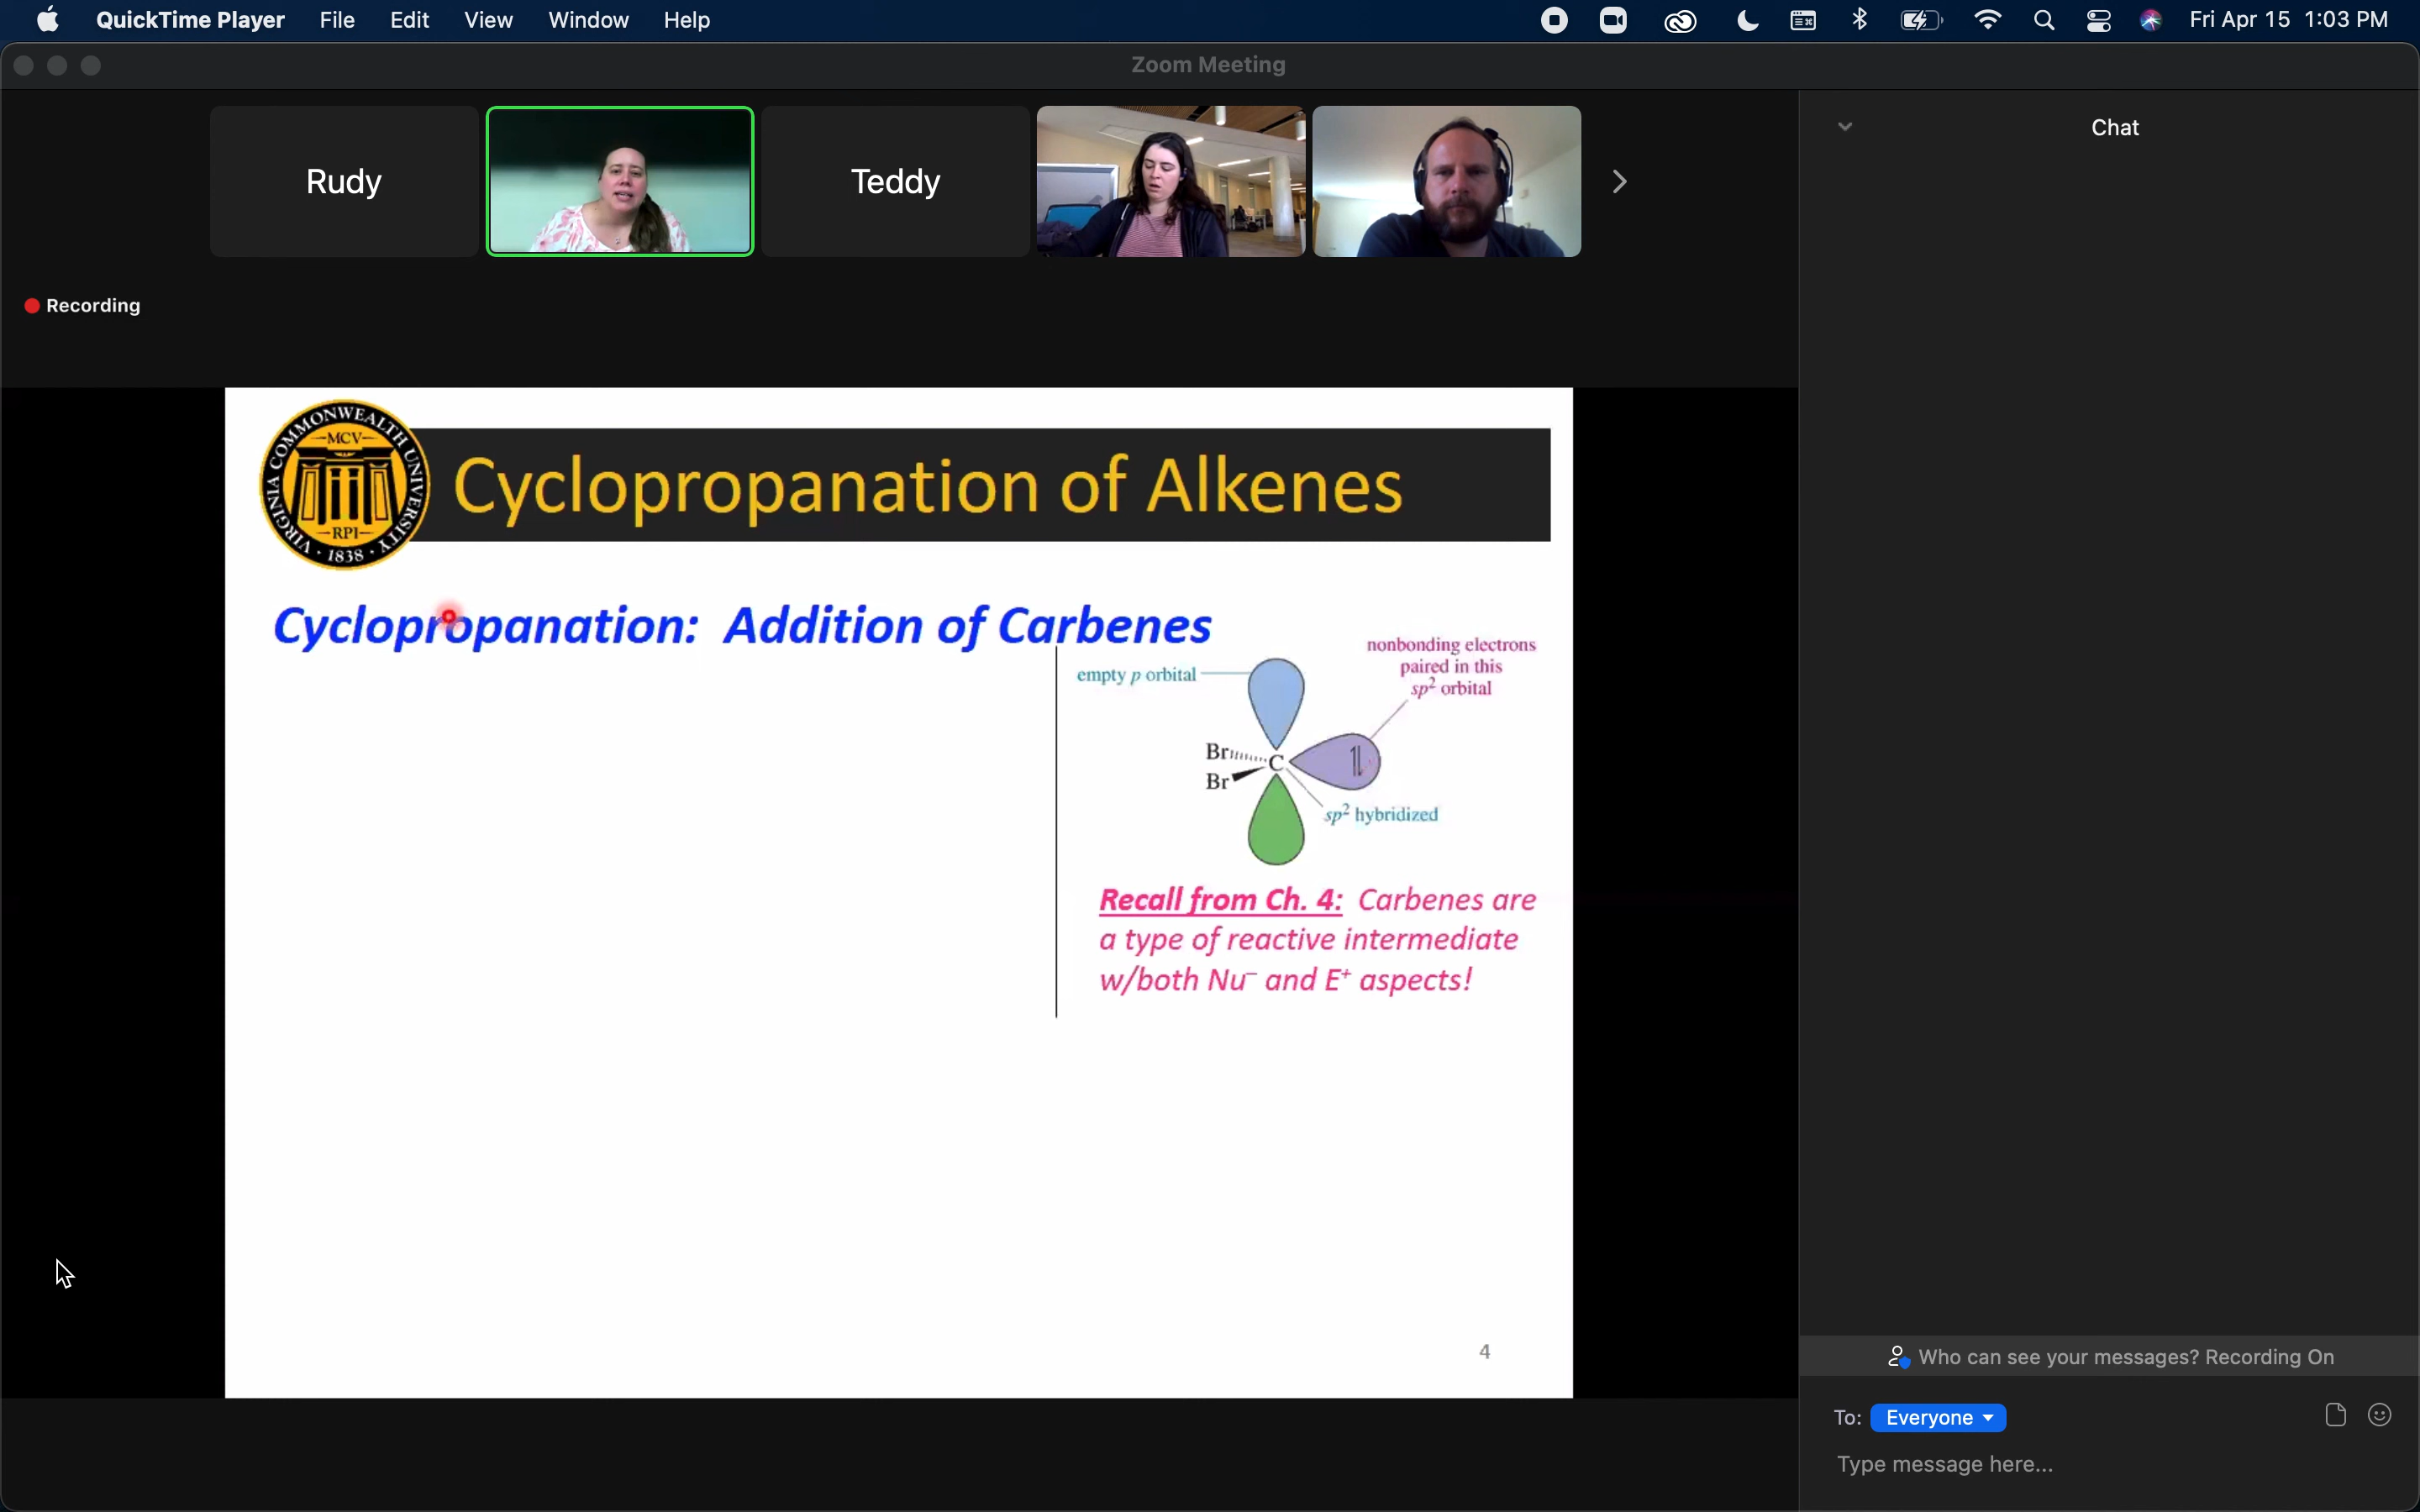 QuickTime Player File Edit View Window Help Fri Apr 15 1:03 PM
Zoom Meeting
Rudy
Teddy
Chat
Recording
VIRGINIA COMMONWEALTH UNIVERSITY
MCV
RPI
· 1838 ·
Cyclopropanation of Alkenes
Cyclopropanation: Addition of Carbenes
empty p orbital
nonbonding electrons
paired in this
sp² orbital
Br
C
Br
sp² hybridized
Recall from Ch. 4: Carbenes are
a type of reactive intermediate
w/both Nu⁻ and E⁺ aspects!
4
Who can see your messages? Recording On
To: Everyone
Type message here...